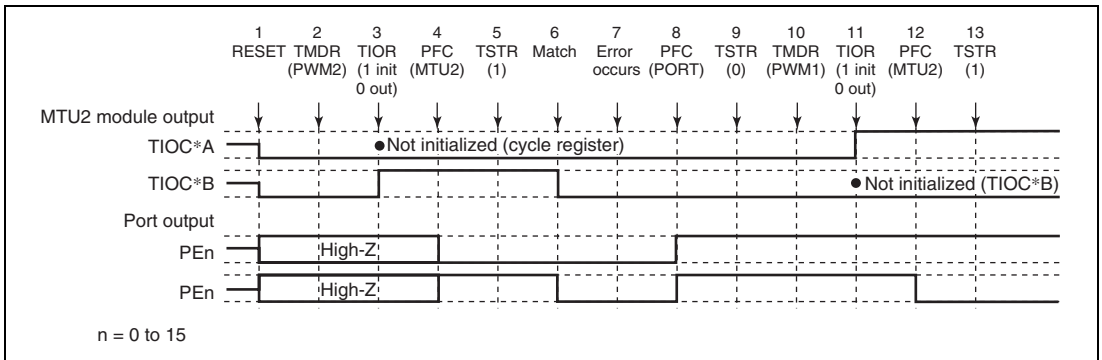 1 2 3 4 5 6 7 8 9 10 11 12 13
RESET TMDR TIOR PFC TSTR Match Error PFC TSTR TMDR TIOR PFC TSTR
(PWM2) (1 init (MTU2) (1) occurs (PORT) (0) (PWM1) (1 init (MTU2) (1)
0 out) 0 out)
MTU2 module output
TIOC*A ●Not initialized (cycle register)
TIOC*B ● Not initialized (TIOC*B)
Port output
PEn High-Z
PEn High-Z
n = 0 to 15